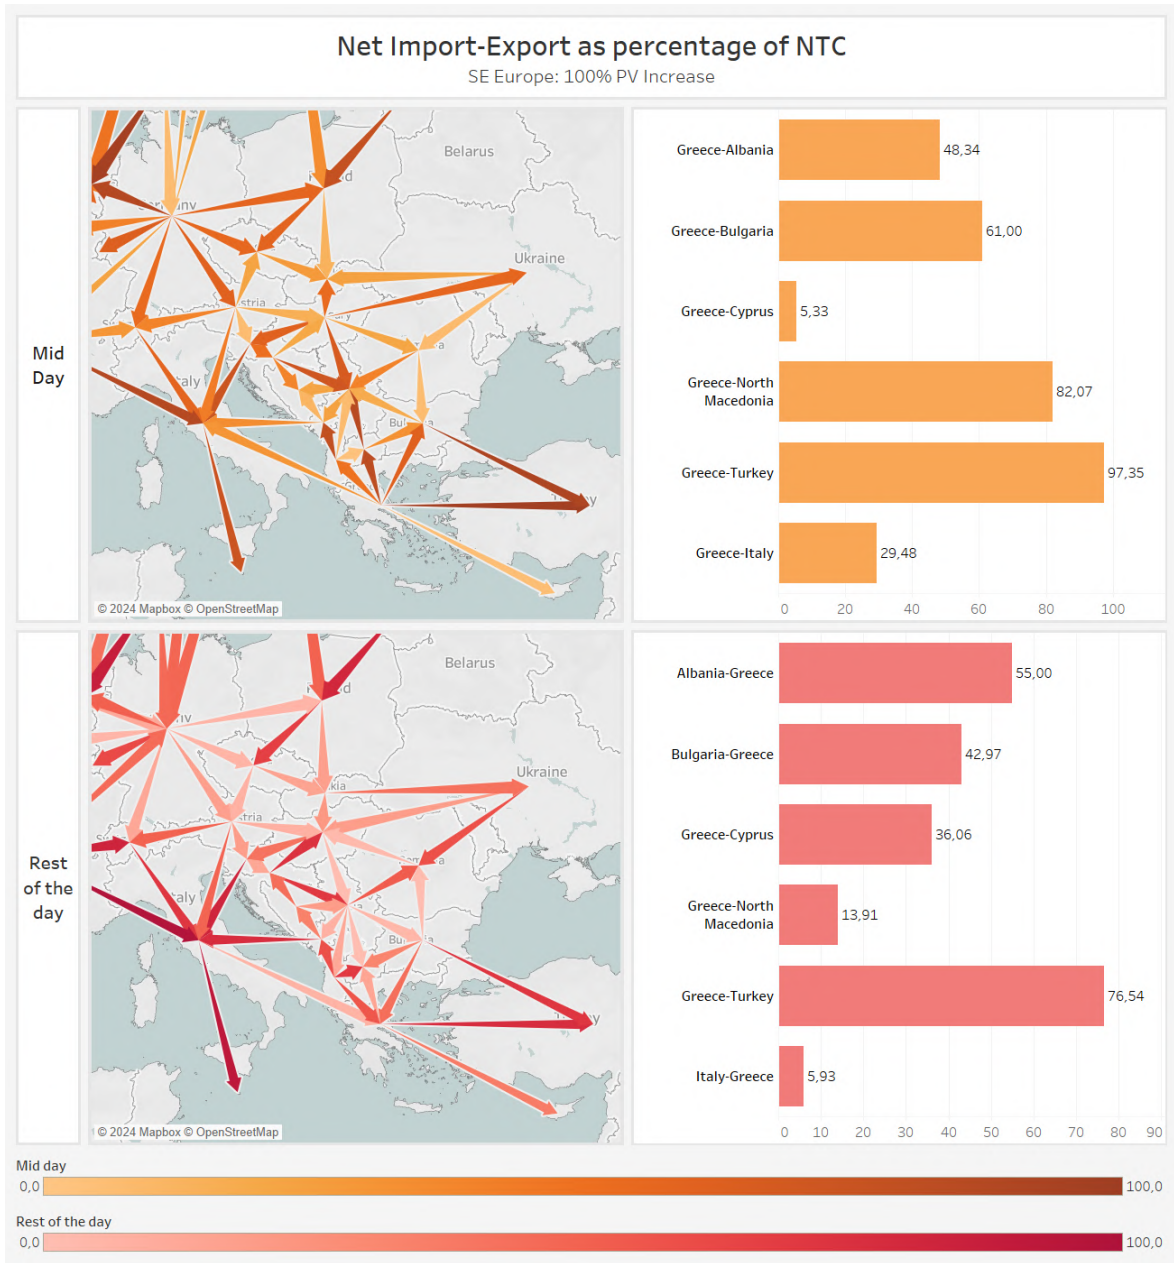 Net Import-Export as percentage of NTC
SE Europe: 100% PV Increase
Mid
Day
Belarus
Ukraine
© 2024 Mapbox © OpenStreetMap
Greece-Albania
48,34
Greece-Bulgaria
61,00
Greece-Cyprus
5,33
Greece-North
Macedonia
82,07
Greece-Turkey
97,35
Greece-Italy
29,48
0 20 40 60 80 100
Rest
of the
day
Belarus
Ukraine
© 2024 Mapbox © OpenStreetMap
Albania-Greece
55,00
Bulgaria-Greece
42,97
Greece-Cyprus
36,06
Greece-North
Macedonia
13,91
Greece-Turkey
76,54
Italy-Greece
5,93
0 10 20 30 40 50 60 70 80 90
Mid day
0,0 100,0
Rest of the day
0,0 100,0